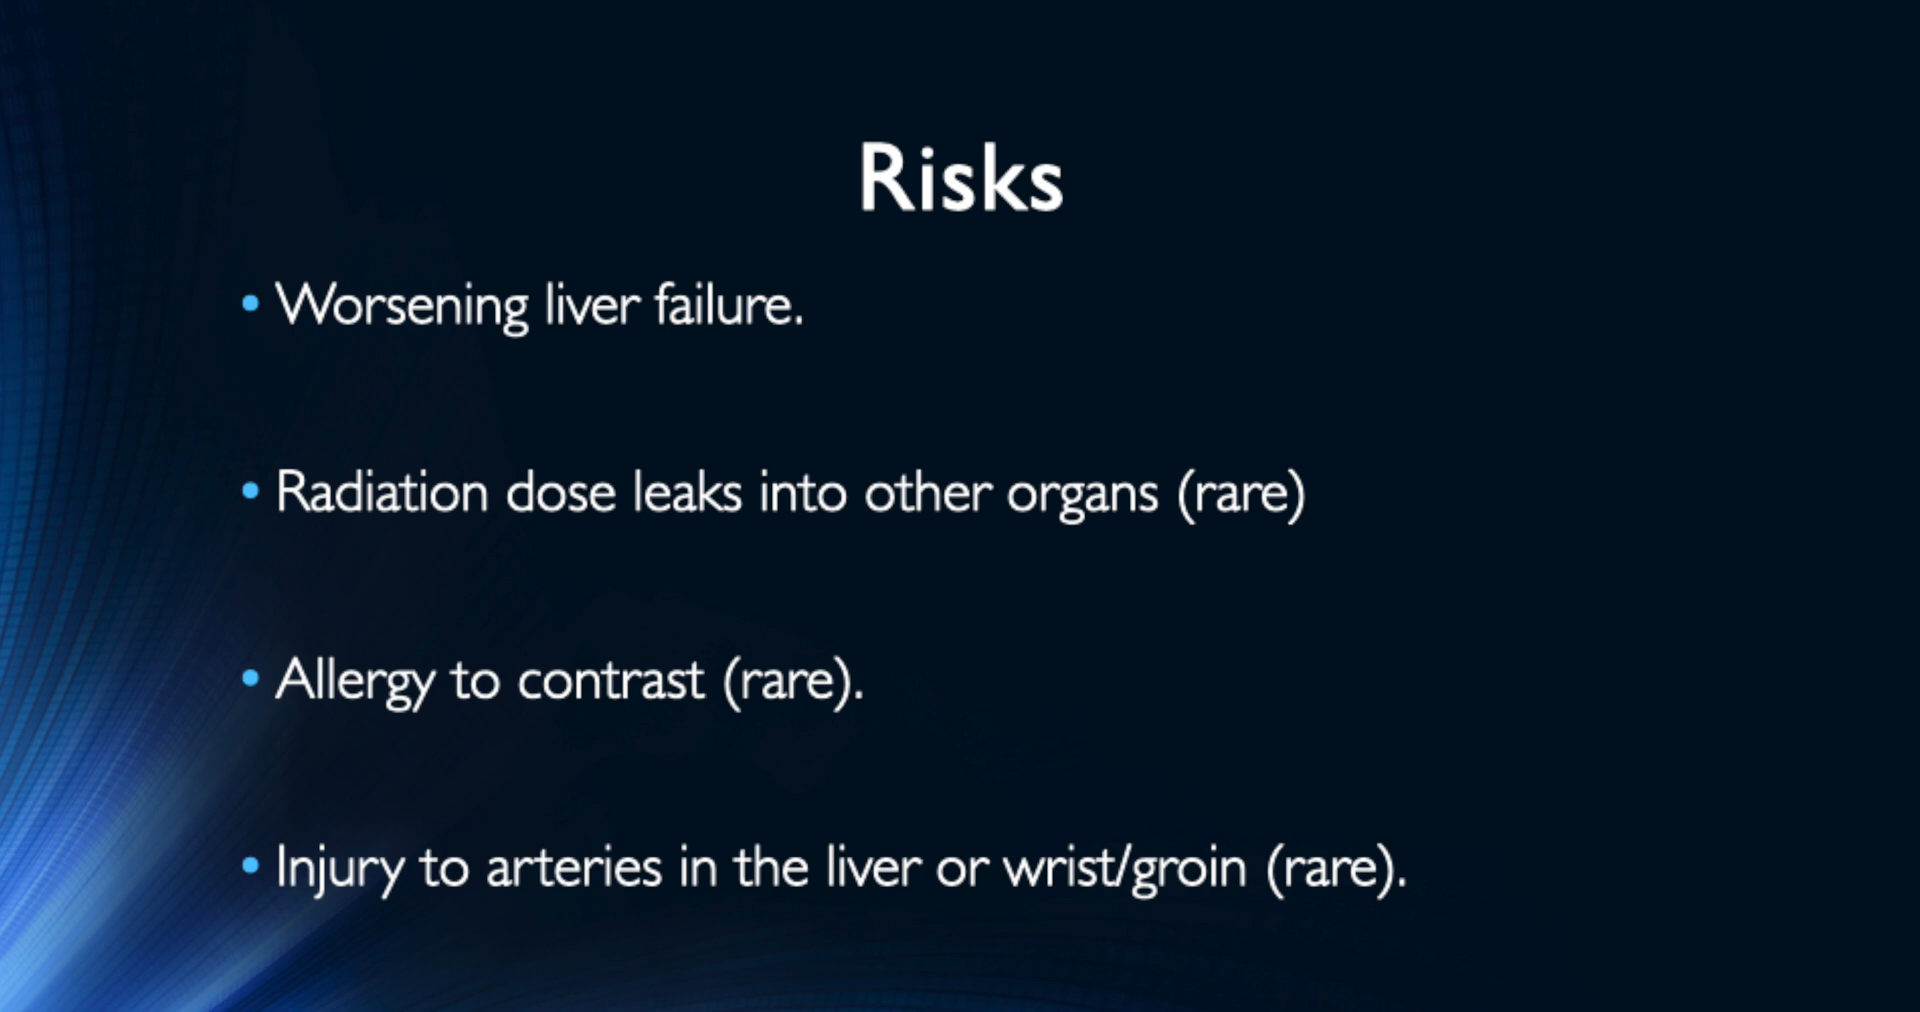 Risks
• Worsening liver failure.
• Radiation dose leaks into other organs (rare)
• Allergy to contrast (rare).
• Injury to arteries in the liver or wrist/groin (rare).